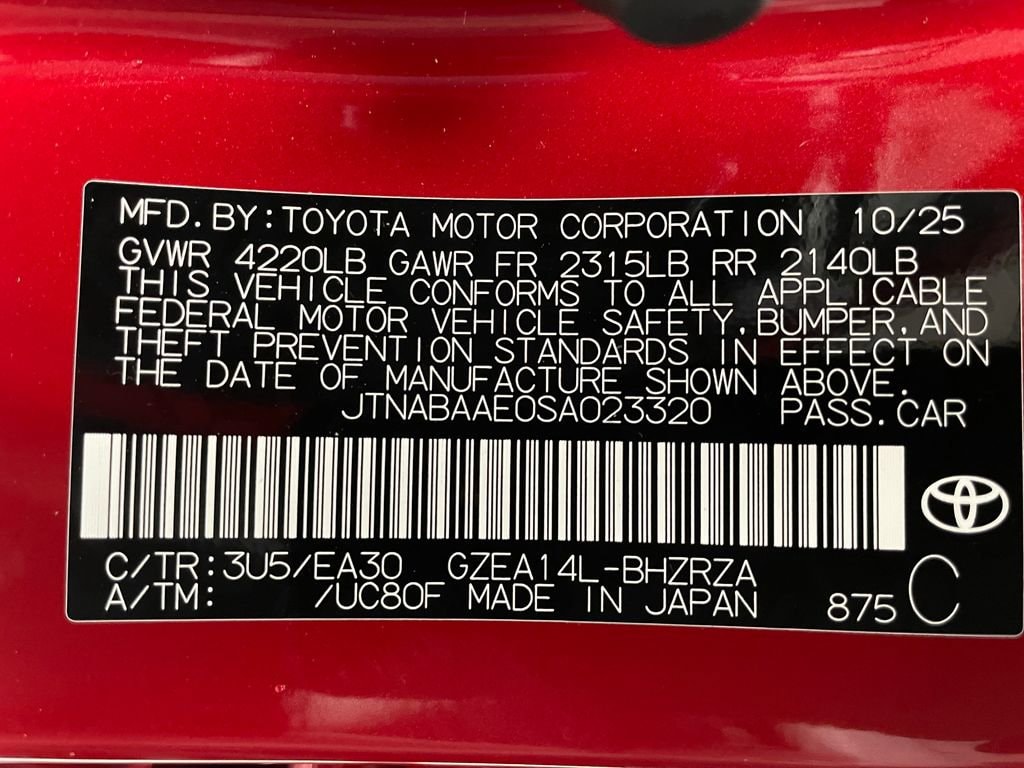 MFD.BY:TOYOTA MOTOR CORPORATION 10/25
GVWR 4220LB GAWR FR 2315LB RR 2140LB
THIS VEHICLE CONFORMS TO ALL APPLICABLE
FEDERAL MOTOR VEHICLE SAFETY,BUMPER,AND
THEFT PREVENTION STANDARDS IN EFFECT ON
THE DATE OF MANUFACTURE SHOWN ABOVE.
JTNABAAE0SA023320 PASS.CAR
C/TR:3U5/EA30 GZEA14L-BHZRZA
A/TM: /UC80F MADE IN JAPAN 875 C